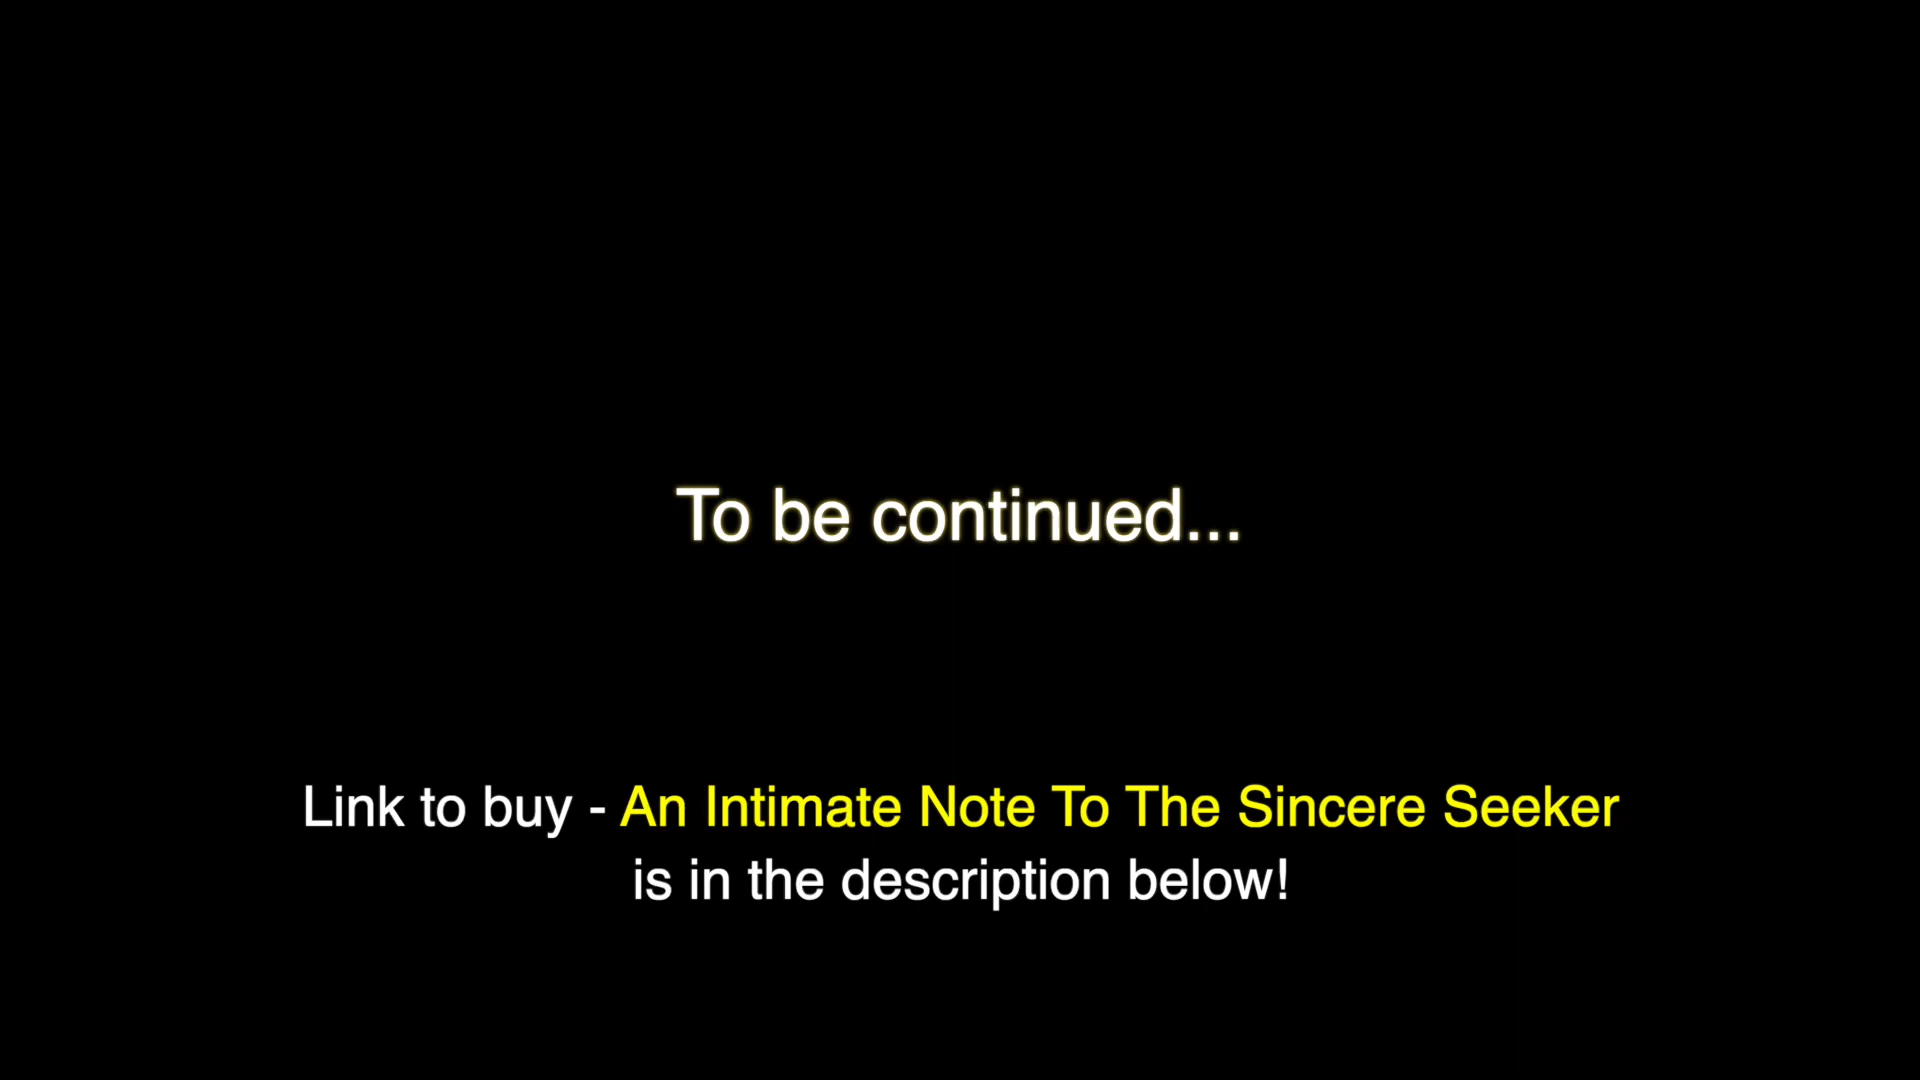 To be continued...
Link to buy - An Intimate Note To The Sincere Seeker
is in the description below!